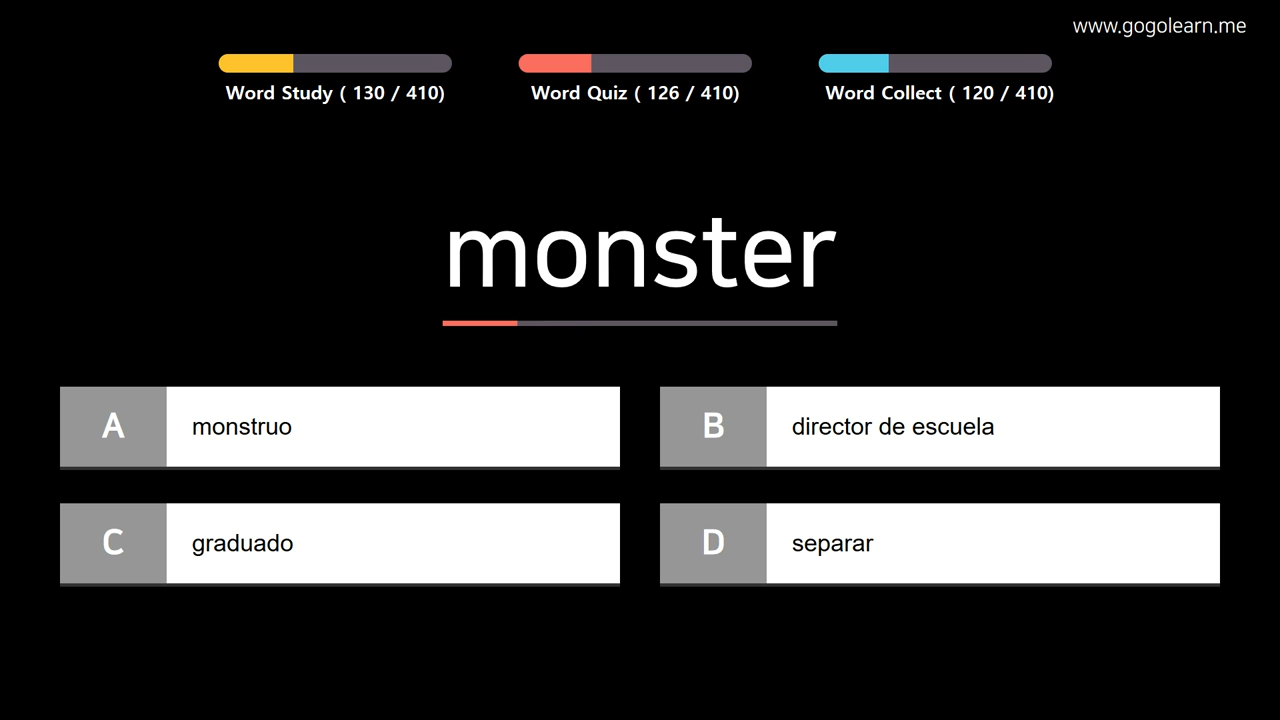 www.gogolearn.me
Word Study ( 130 / 410)
Word Quiz ( 126 / 410)
Word Collect ( 120 / 410)
monster
A monstruo
B director de escuela
C graduado
D separar